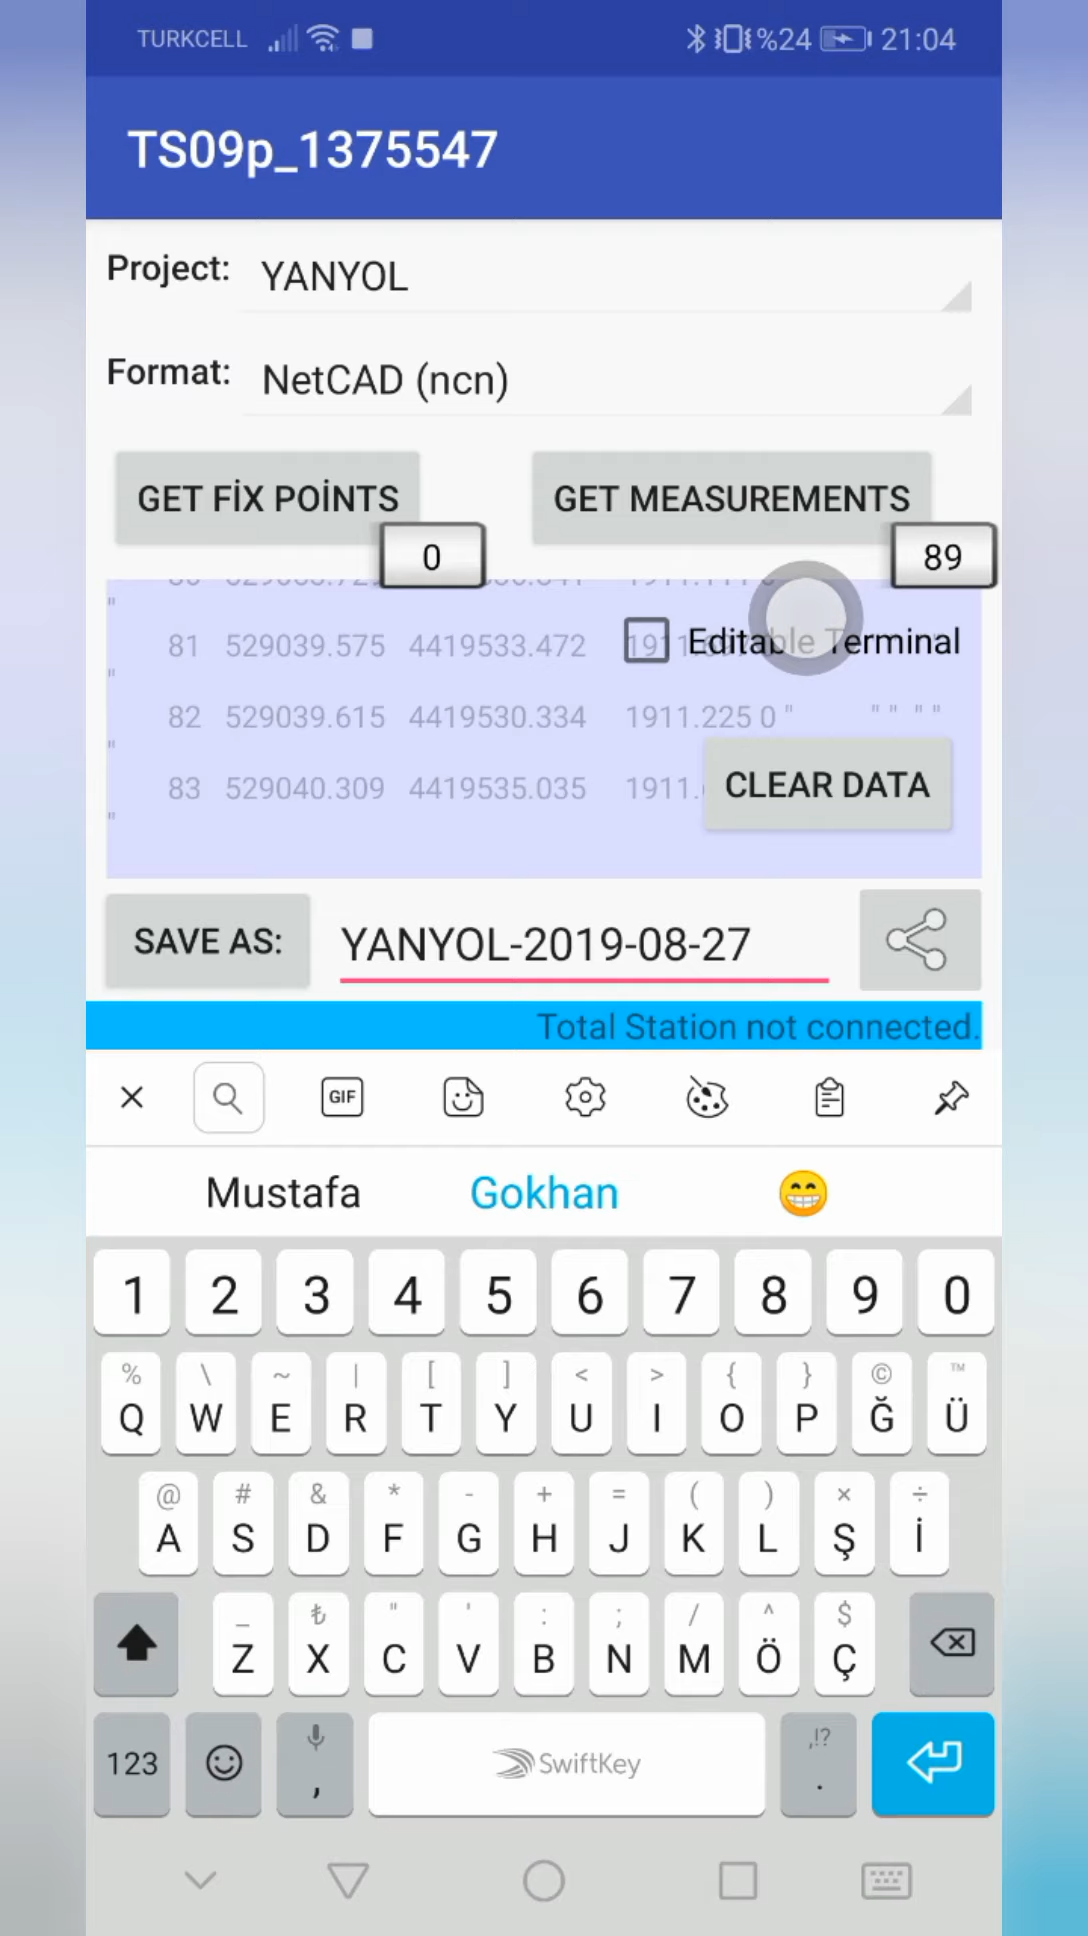 TURKCELL %24 21:04
TS09p_1375547
Project: YANYOL
Format: NetCAD (ncn)
GET FİX POİNTS GET MEASUREMENTS
0 89
"
81 529039.575 4419533.472 Editable Terminal
"
82 529039.615 4419530.334 1911.225 0 " " " " "
"
83 529040.309 4419535.035 1911. CLEAR DATA
"
SAVE AS: YANYOL-2019-08-27
Total Station not connected.
GIF
Mustafa Gokhan
1 2 3 4 5 6 7 8 9 0
% \ ~ | [ ] < > { } © ™
Q W E R T Y U I O P Ğ Ü
@ # & * - + = ( ) × ÷
A S D F G H J K L Ş İ
_ ₺ " ' : ; / ^ $
Z X C V B N M Ö Ç
,!?
123 , SwiftKey .